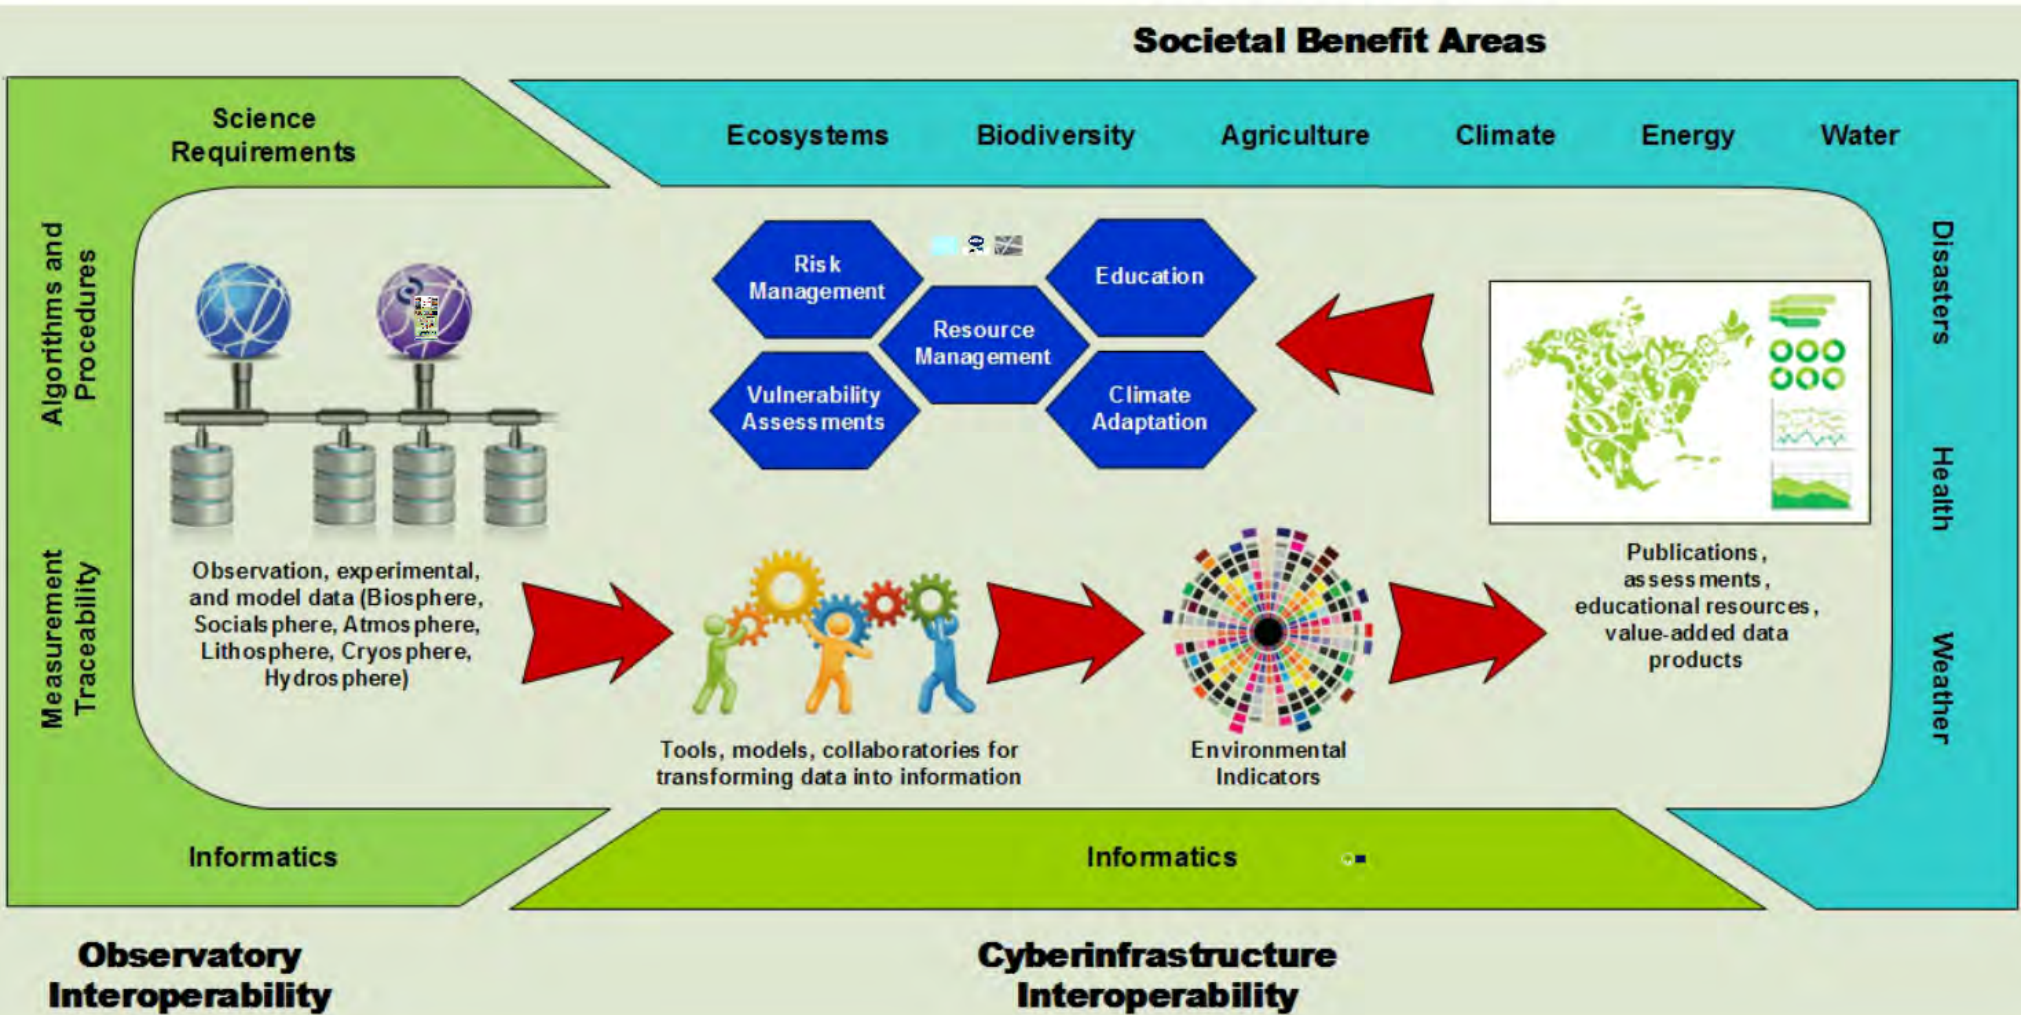 Societal Benefit Areas
Science
Requirements
Ecosystems Biodiversity Agriculture Climate Energy Water
Algorithms and
Procedures
Measurement
Traceability
Disasters
Health
Weather
Risk
Management
Education
Resource
Management
Vulnerability
Assessments
Climate
Adaptation
Observation, experimental,
and model data (Biosphere,
Socialsphere, Atmosphere,
Lithosphere, Cryosphere,
Hydrosphere)
Tools, models, collaboratories for
transforming data into information
Environmental
Indicators
Publications,
assessments,
educational resources,
value-added data
products
Informatics
Informatics
Observatory
Interoperability
Cyberinfrastructure
Interoperability